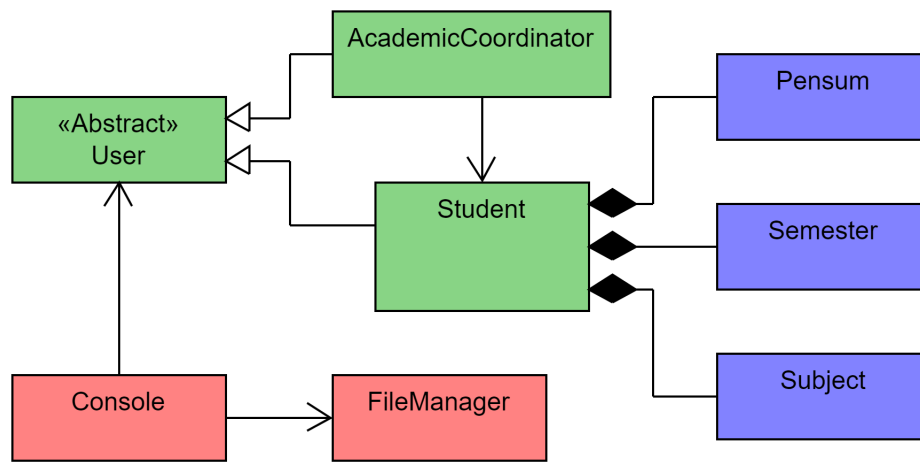 AcademicCoordinator
Pensum
«Abstract»
User
Student
Semester
Console
FileManager
Subject